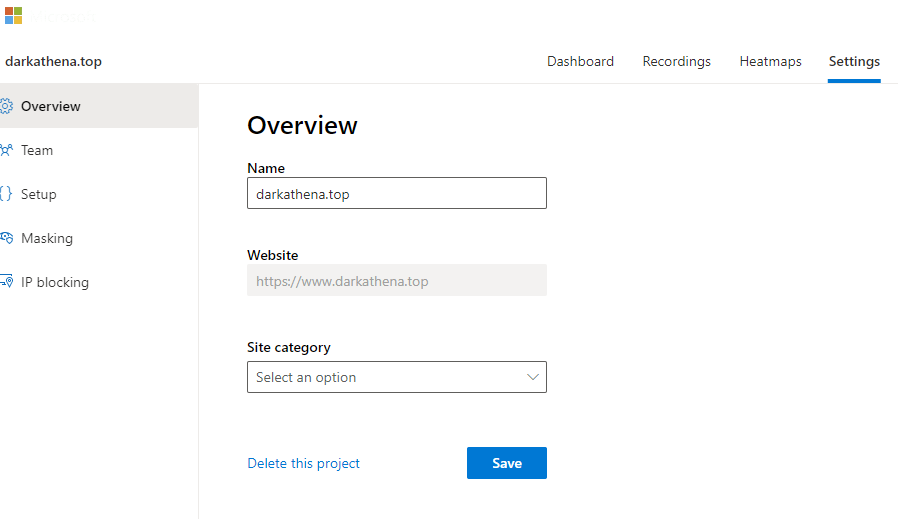 darkathena.top
Dashboard
Recordings
Heatmaps
Settings
Overview
Team
Setup
Masking
IP blocking
Overview
Name
darkathena.top
Website
https://www.darkathena.top
Site category
Select an option
Delete this project
Save